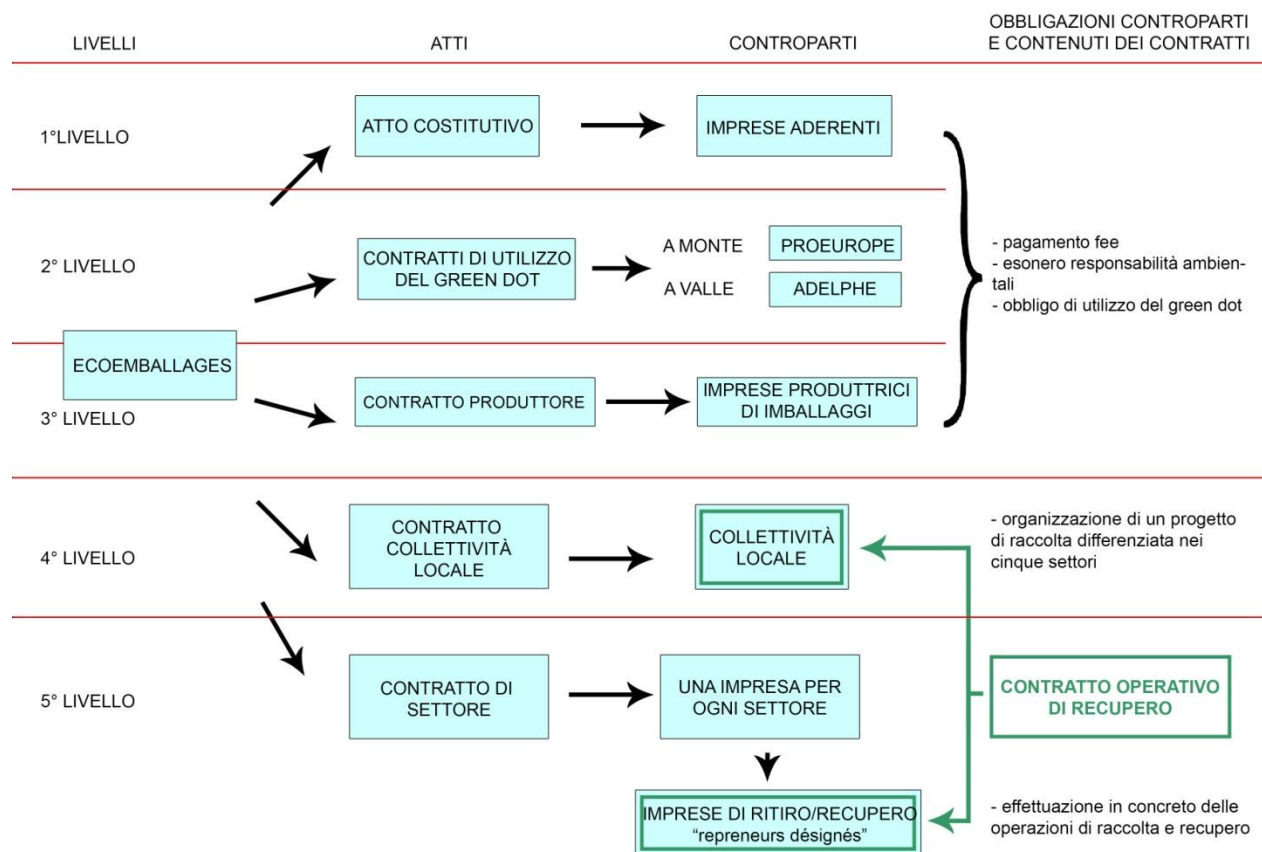 LIVELLI
ATTI
CONTROPARTI
OBBLIGAZIONI CONTROPARTI
E CONTENUTI DEI CONTRATTI
1°LIVELLO
ATTO COSTITUTIVO
IMPRESE ADERENTI
2° LIVELLO
CONTRATTI DI UTILIZZO
DEL GREEN DOT
A MONTE
PROEUROPE
A VALLE
ADELPHE
- pagamento fee
- esonero responsabilità ambien-
tali
- obbligo di utilizzo del green dot
ECOEMBALLAGES
3° LIVELLO
CONTRATTO PRODUTTORE
IMPRESE PRODUTTRICI
DI IMBALLAGGI
4° LIVELLO
CONTRATTO
COLLETTIVITÀ
LOCALE
COLLETTIVITÀ
LOCALE
- organizzazione di un progetto
di raccolta differenziata nei
cinque settori
5° LIVELLO
CONTRATTO DI
SETTORE
UNA IMPRESA PER
OGNI SETTORE
CONTRATTO OPERATIVO
DI RECUPERO
IMPRESE DI RITIRO/RECUPERO
“repreneurs désignés”
- effettuazione in concreto delle
operazioni di raccolta e recupero